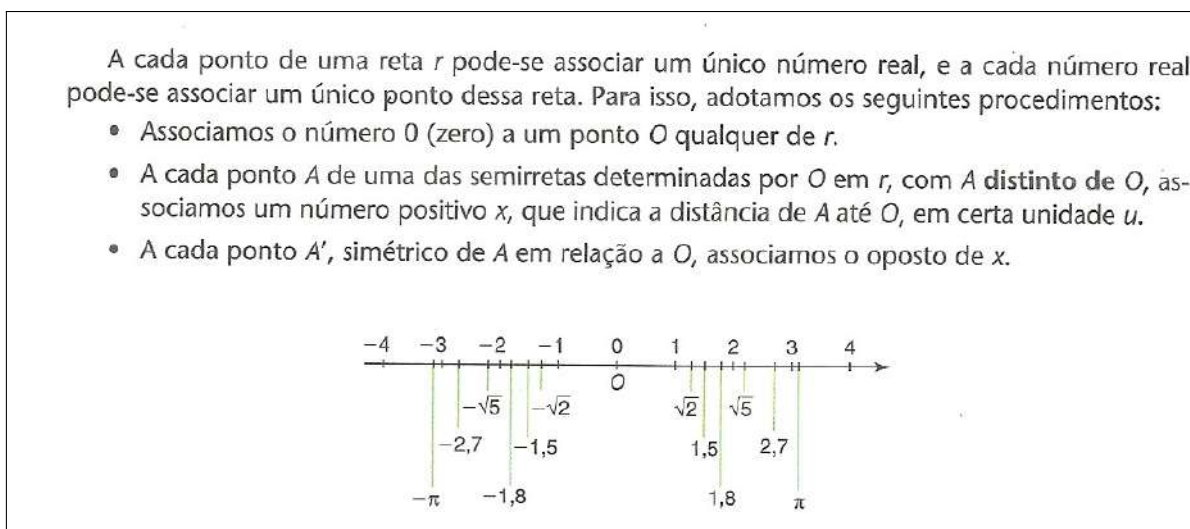 A cada ponto de uma reta r pode-se associar um único número real, e a cada número real
pode-se associar um único ponto dessa reta. Para isso, adotamos os seguintes procedimentos:
• Associamos o número 0 (zero) a um ponto O qualquer de r.
• A cada ponto A de uma das semirretas determinadas por O em r, com A distinto de O, as-
sociamos um número positivo x, que indica a distância de A até O, em certa unidade u.
• A cada ponto A′, simétrico de A em relação a O, associamos o oposto de x.
−4 −3 −2 −1 0 1 2 3 4
O
−√5 −√2 √2 √5
−2,7 −1,5 1,5 2,7
−π −1,8 1,8 π